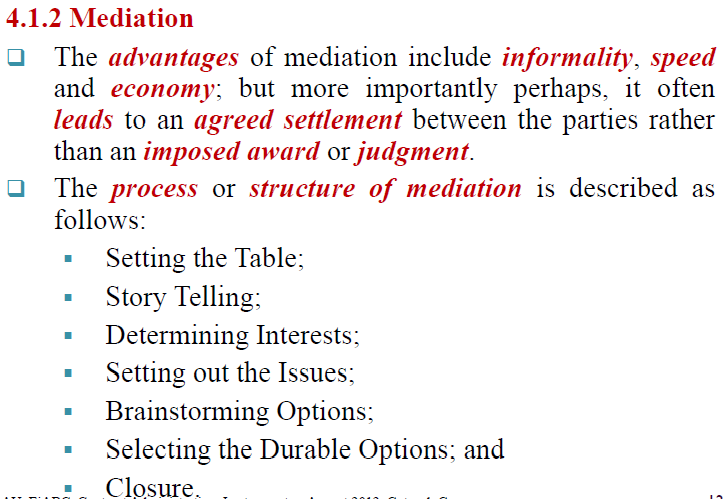 4.1.2 Mediation
The advantages of mediation include informality, speed
and economy; but more importantly perhaps, it often
leads to an agreed settlement between the parties rather
than an imposed award or judgment.
The process or structure of mediation is described as
follows:
Setting the Table;
Story Telling;
Determining Interests;
Setting out the Issues;
Brainstorming Options;
Selecting the Durable Options; and
Closure.